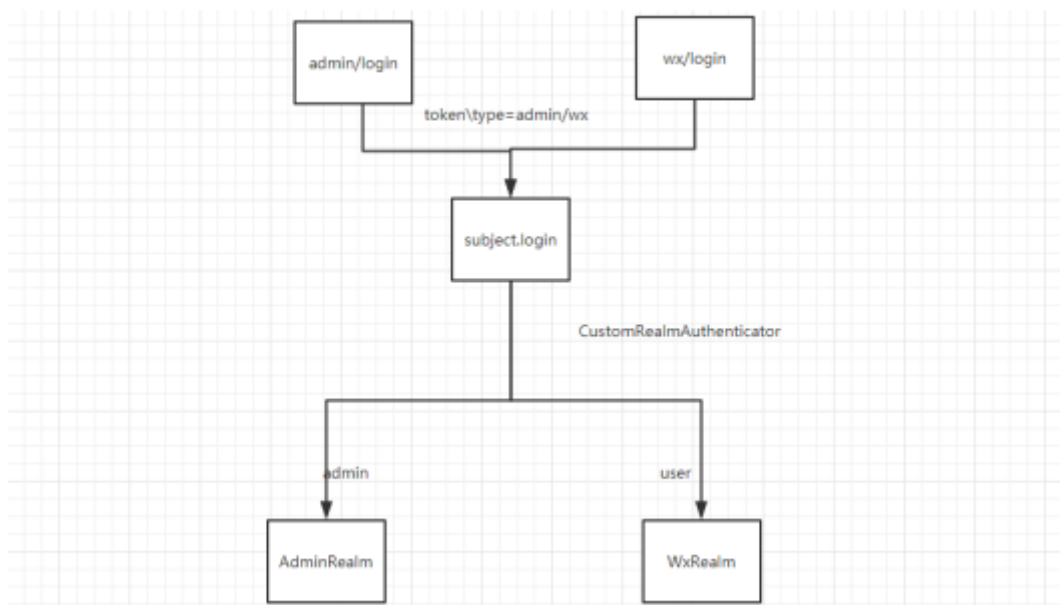 admin/login
wx/login
token\type=admin/wx
subject.login
CustomRealmAuthenticator
admin
user
AdminRealm
WxRealm